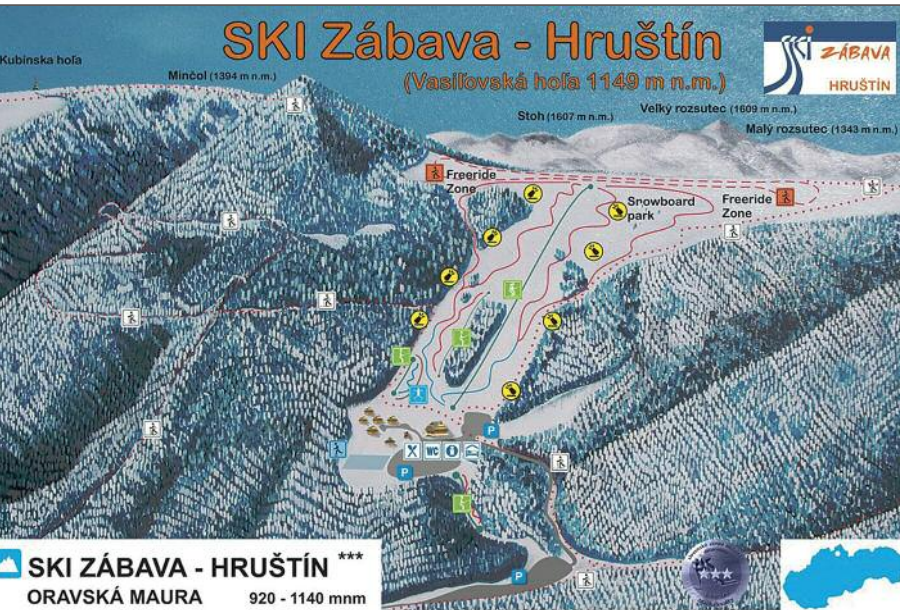 SKI Zábava - Hruštín
(Vasiľovská hoľa 1149 m n.m.)
SKI
ZÁBAVA
HRUŠTÍN
Kubínska hoľa
Minčol (1394 m n.m.)
Stoh (1607 m n.m.)
Velký rozsutec (1609 m n.m.)
Malý rozsutec (1343 m n.m.)
Freeride
Zone
Snowboard
park
Freeride
Zone
P
WC
P
P
SKI ZÁBAVA - HRUŠTÍN ***
ORAVSKÁ MAURA 920 - 1140 mnm